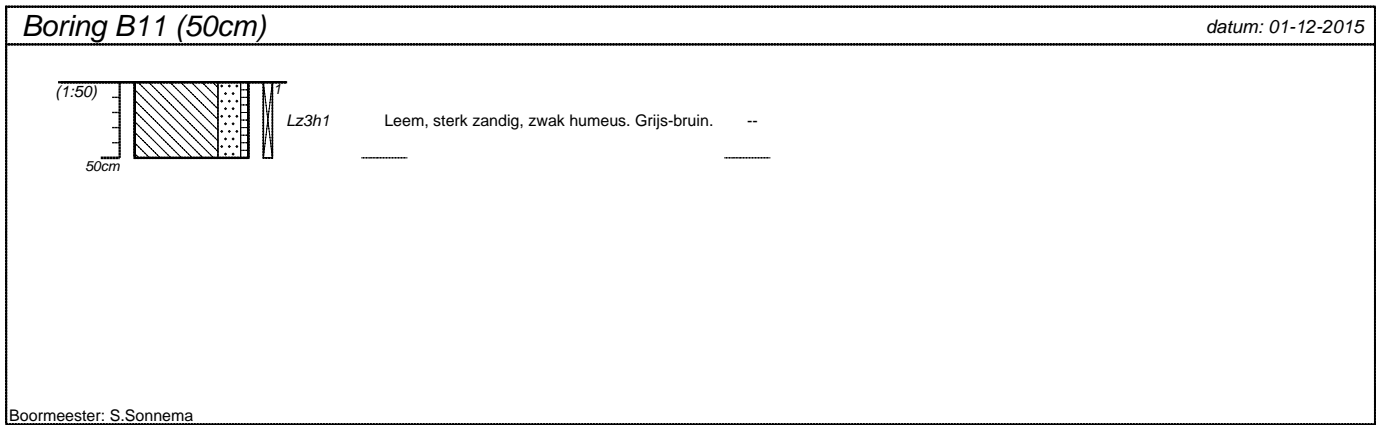 Boring B11 (50cm)
datum: 01-12-2015
(1:50)
1
Lz3h1 Leem, sterk zandig, zwak humeus. Grijs-bruin. --
50cm
Boormeester: S.Sonnema